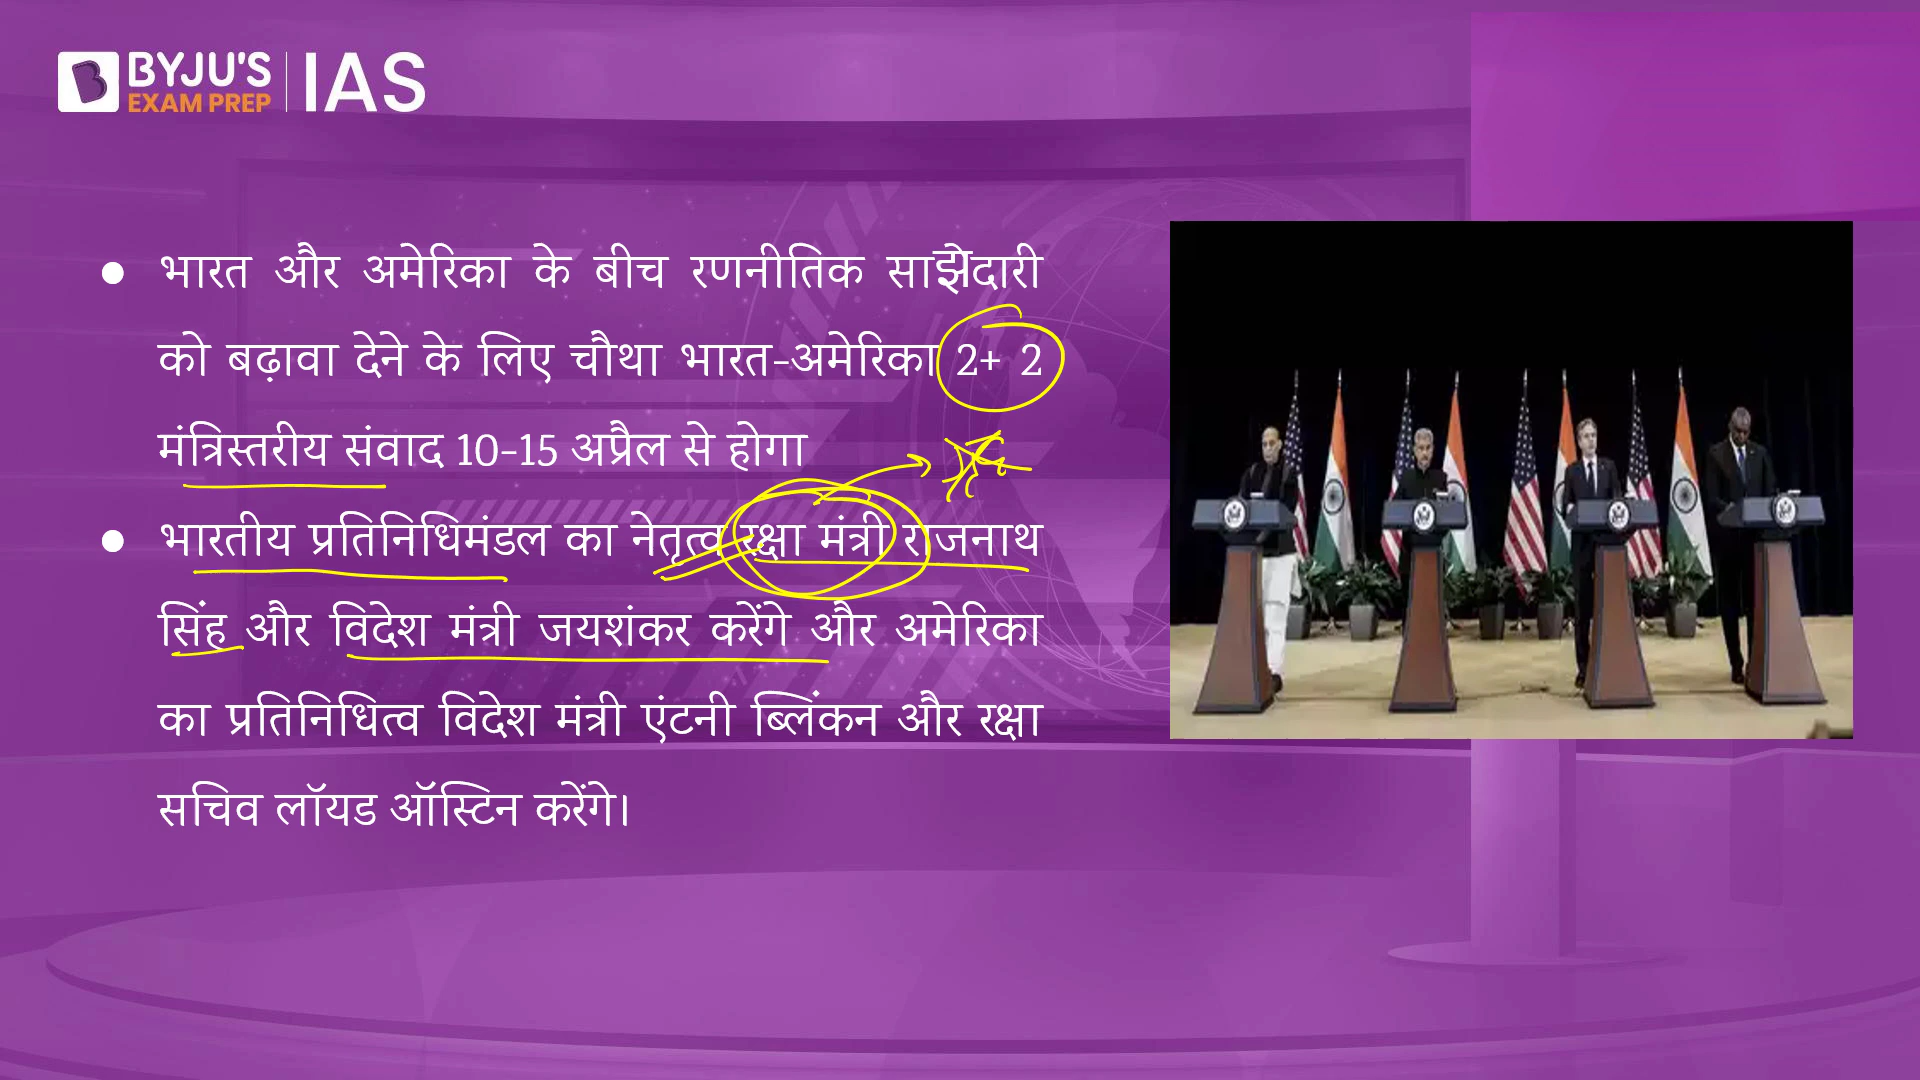 BYJU'S
EXAM PREP
IAS
● भारत और अमेरिका के बीच रणनीतिक साझेदारी
को बढ़ावा देने के लिए चौथा भारत-अमेरिका 2+ 2
मंत्रिस्तरीय संवाद 10-15 अप्रैल से होगा
● भारतीय प्रतिनिधिमंडल का नेतृत्व रक्षा मंत्री राजनाथ
सिंह और विदेश मंत्री जयशंकर करेंगे और अमेरिका
का प्रतिनिधित्व विदेश मंत्री एंटनी ब्लिंकन और रक्षा
सचिव लॉयड ऑस्टिन करेंगे।